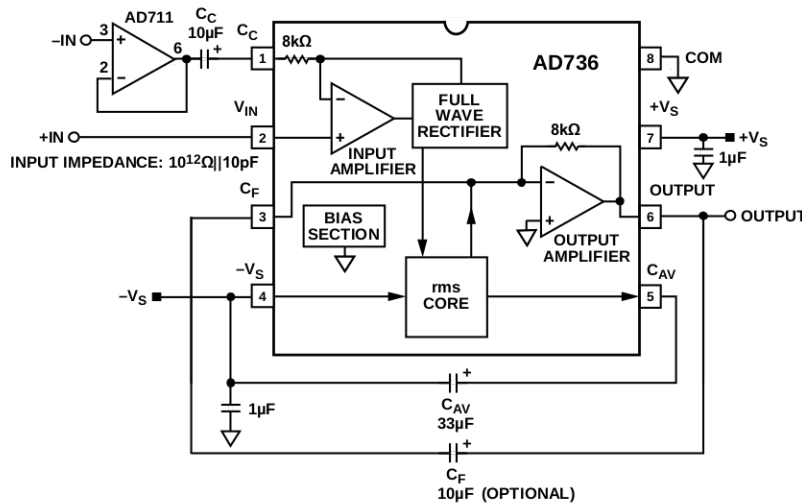 AD711
C_C
10µF
+
–IN
3
+
6
2
–
C_C
1
8kΩ
AD736
8
COM
–
+
INPUT
AMPLIFIER
FULL
WAVE
RECTIFIER
V_IN
+IN
2
INPUT IMPEDANCE: 10^12Ω||10pF
+V_S
7
+V_S
1µF
8kΩ
–
+
OUTPUT
AMPLIFIER
C_F
3
BIAS
SECTION
OUTPUT
6
OUTPUT
–V_S
–V_S
4
rms
CORE
C_AV
5
1µF
+
C_AV
33µF
+
C_F
10µF (OPTIONAL)